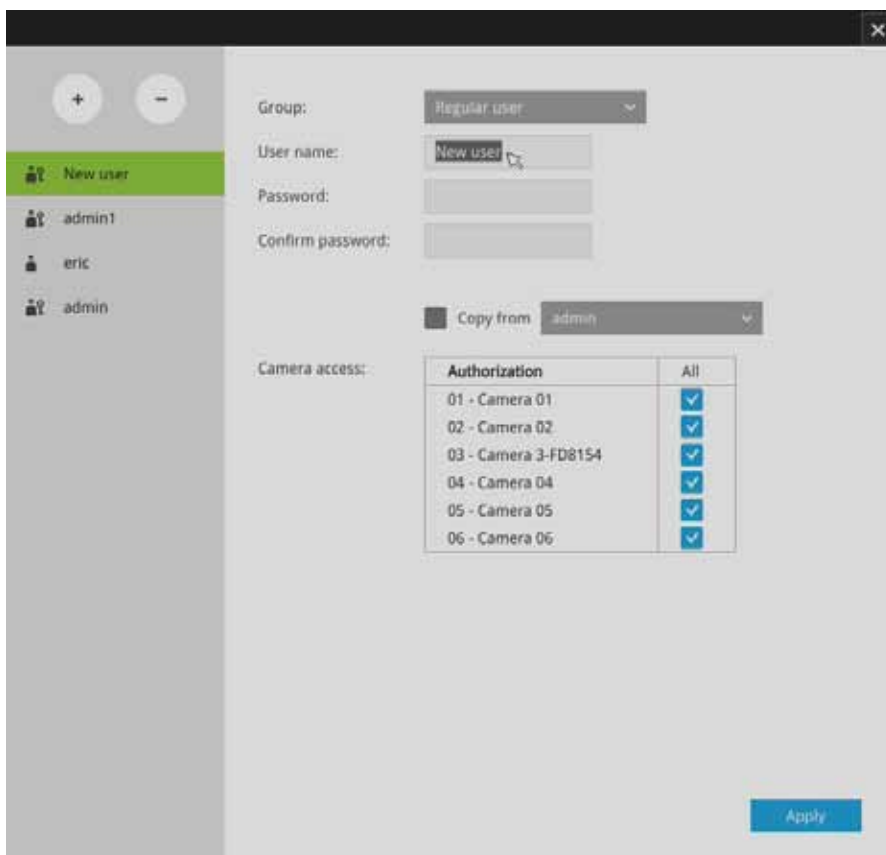 New user
admin1
eric
admin
Group: Regular user
User name: New user
Password:
Confirm password:
Copy from admin
Camera access:
Authorization All
01 - Camera 01
02 - Camera 02
03 - Camera 3-FD8154
04 - Camera 04
05 - Camera 05
06 - Camera 06
Apply